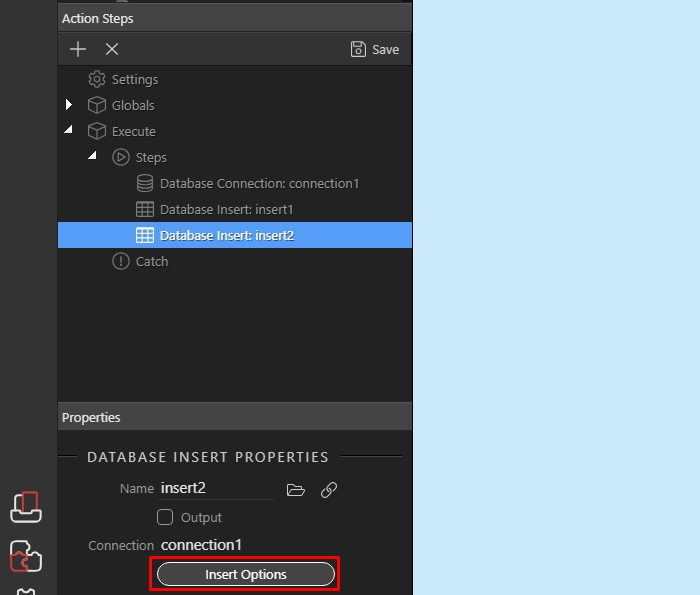 Action Steps
Save
Settings
Globals
Execute
Steps
Database Connection: connection1
Database Insert: insert1
Database Insert: insert2
Catch
Properties
DATABASE INSERT PROPERTIES
Name insert2
Output
Connection connection1
Insert Options